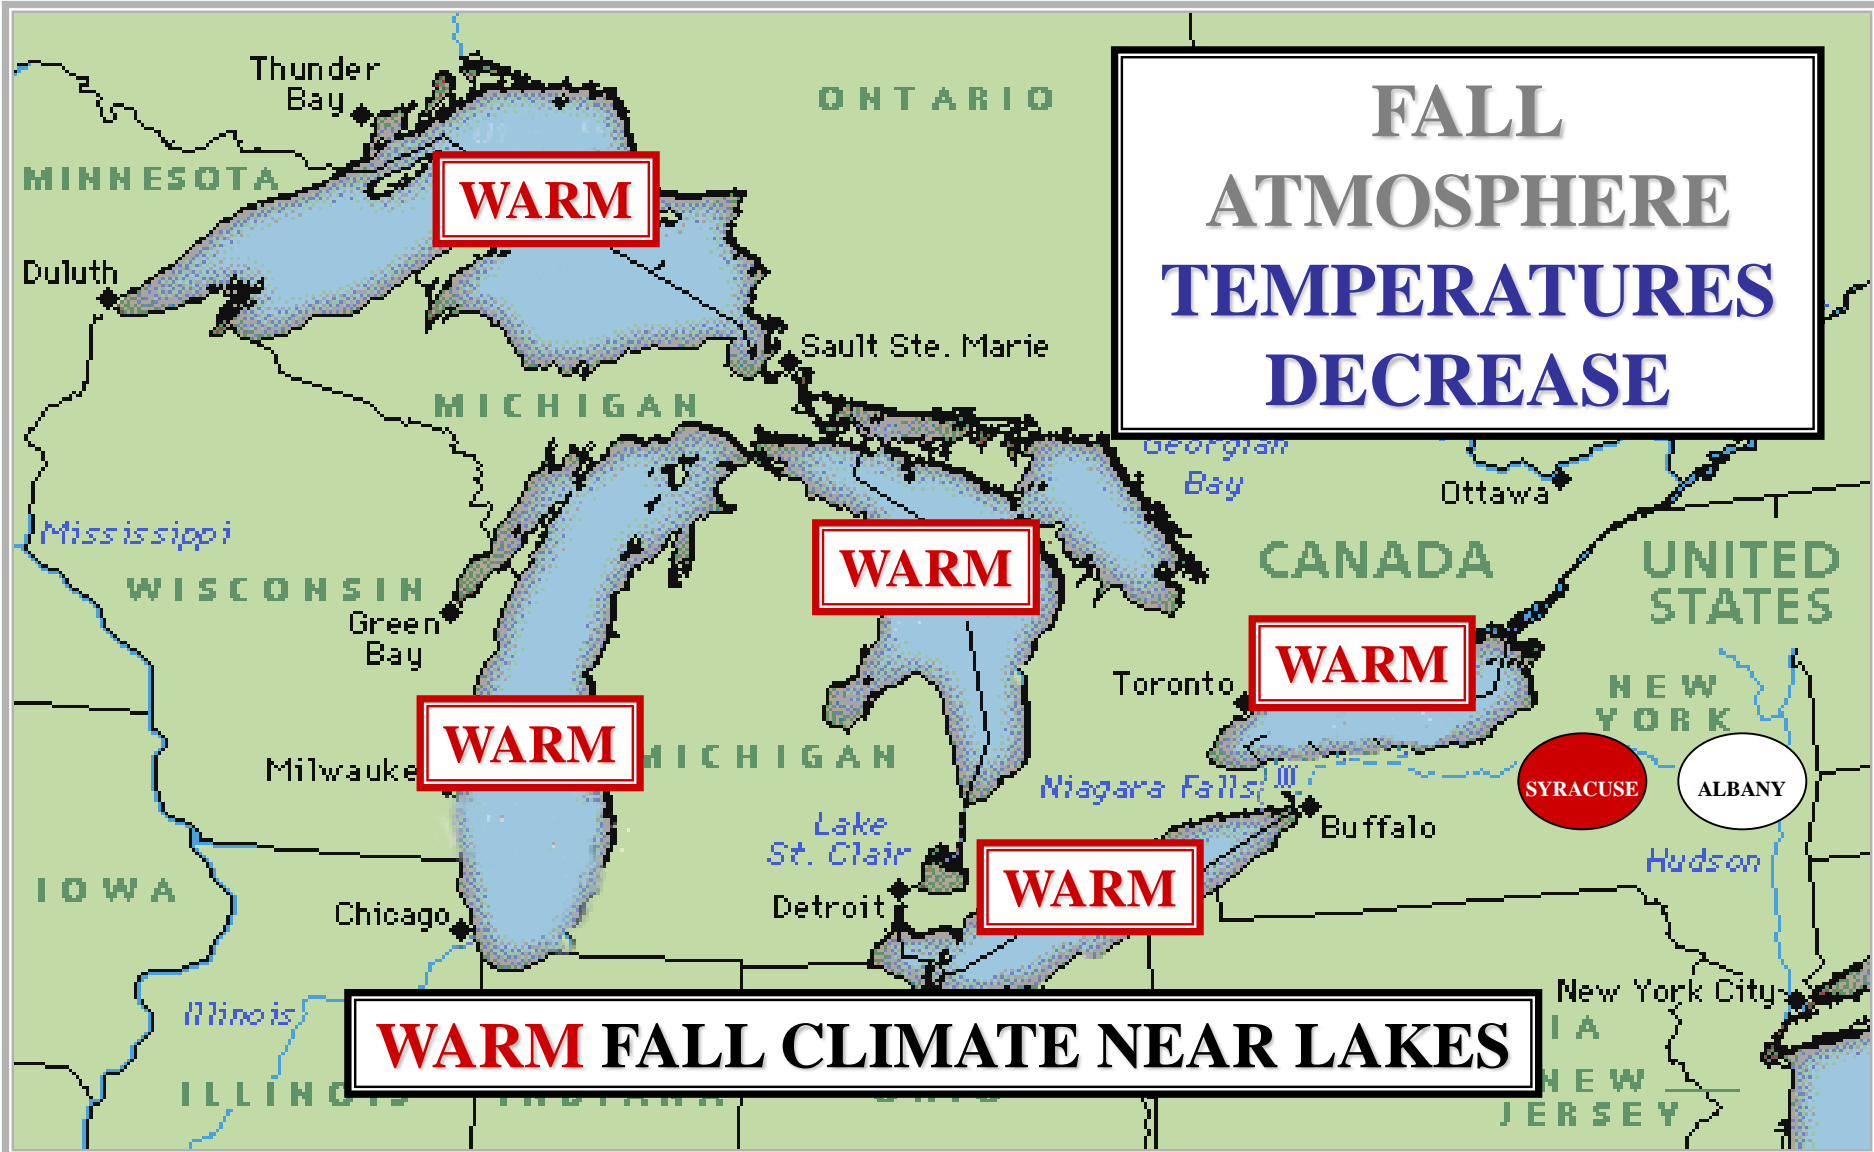 Thunder
Bay
ONTARIO
FALL
ATMOSPHERE
TEMPERATURES
DECREASE
MINNESOTA
WARM
Duluth
Sault Ste. Marie
MICHIGAN
Georgian
Bay
Ottawa
Mississippi
WARM
CANADA
UNITED
STATES
WISCONSIN
Green
Bay
WARM
Toronto
NEW
YORK
WARM
MICHIGAN
Milwauke
Niagara Falls
SYRACUSE
ALBANY
Lake
St. Clair
Buffalo
Hudson
WARM
IOWA
Chicago
Detroit
New York City
Illinois
WARM FALL CLIMATE NEAR LAKES
IA
ILLINOIS
INDIANA
OHIO
NEW
JERSEY